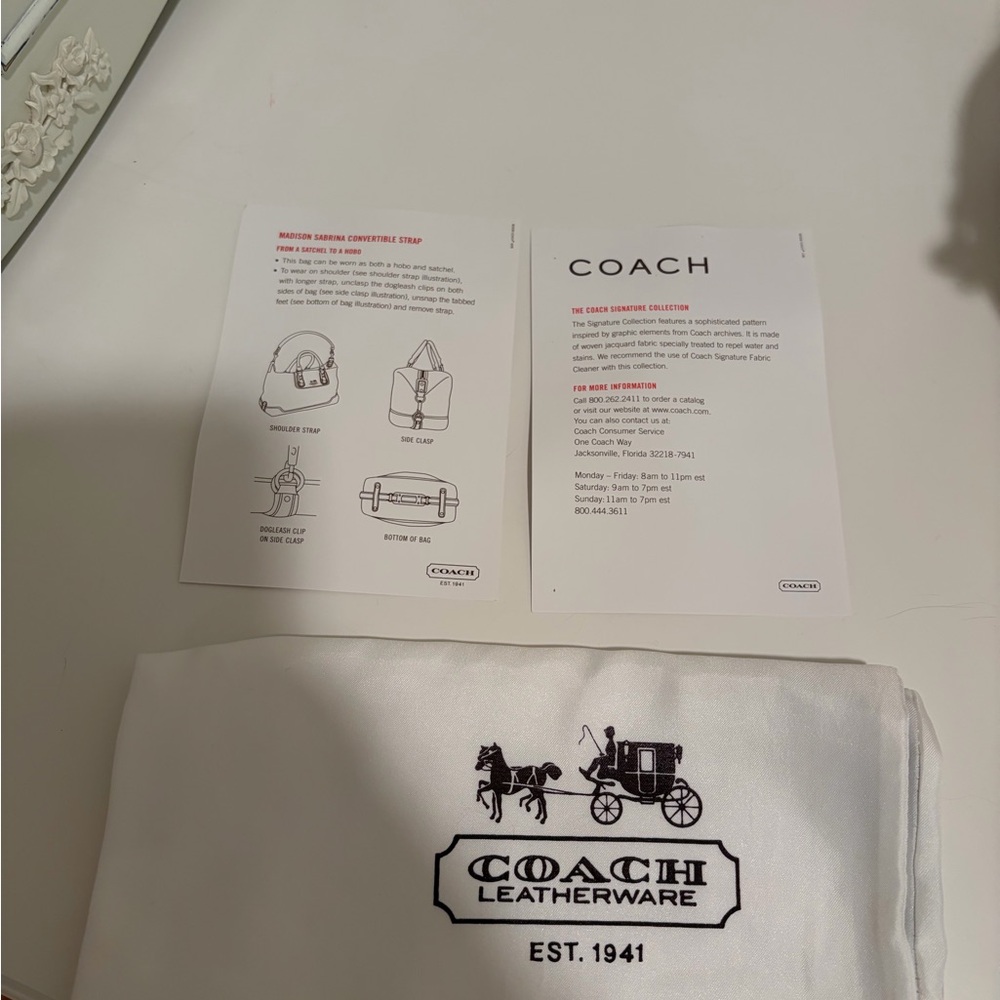 MADISON SABRINA CONVERTIBLE STRAP
FROM A SATCHEL TO A HOBO
• This bag can be worn as both a hobo and satchel.
• To wear on shoulder (see shoulder strap illustration),
with longer strap, unclasp the dogleash clips on both
sides of bag (see side clasp illustration), unsnap the tabbed
feet (see bottom of bag illustration) and remove strap.
SHOULDER STRAP
SIDE CLASP
DOGLEASH CLIP
ON SIDE CLASP
BOTTOM OF BAG
COACH
EST. 1941
COACH
THE COACH SIGNATURE COLLECTION
The Signature Collection features a sophisticated pattern
inspired by graphic elements from Coach archives. It is made
of woven jacquard fabric specially treated to repel water and
stains. We recommend the use of Coach Signature Fabric
Cleaner with this collection.
FOR MORE INFORMATION
Call 800.262.2411 to order a catalog
or visit our website at www.coach.com.
You can also contact us at:
Coach Consumer Service
One Coach Way
Jacksonville, Florida 32218-7941
Monday – Friday: 8am to 11pm est
Saturday: 9am to 7pm est
Sunday: 11am to 7pm est
800.444.3611
COACH
COACH
LEATHERWARE
EST. 1941